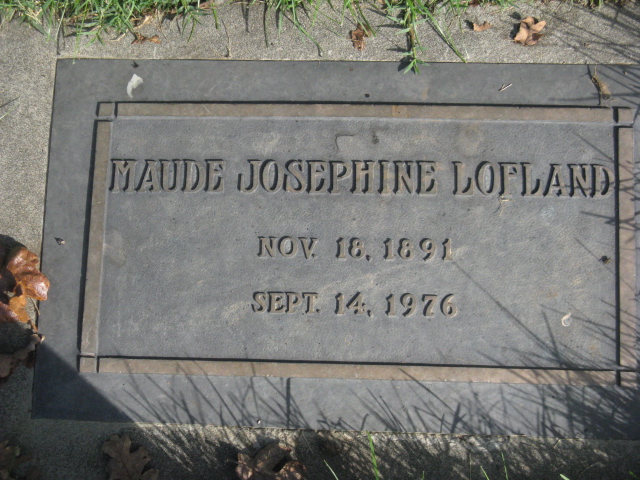 MAUDE JOSEPHINE LOFLAND
NOV. 18, 1891
SEPT. 14, 1976